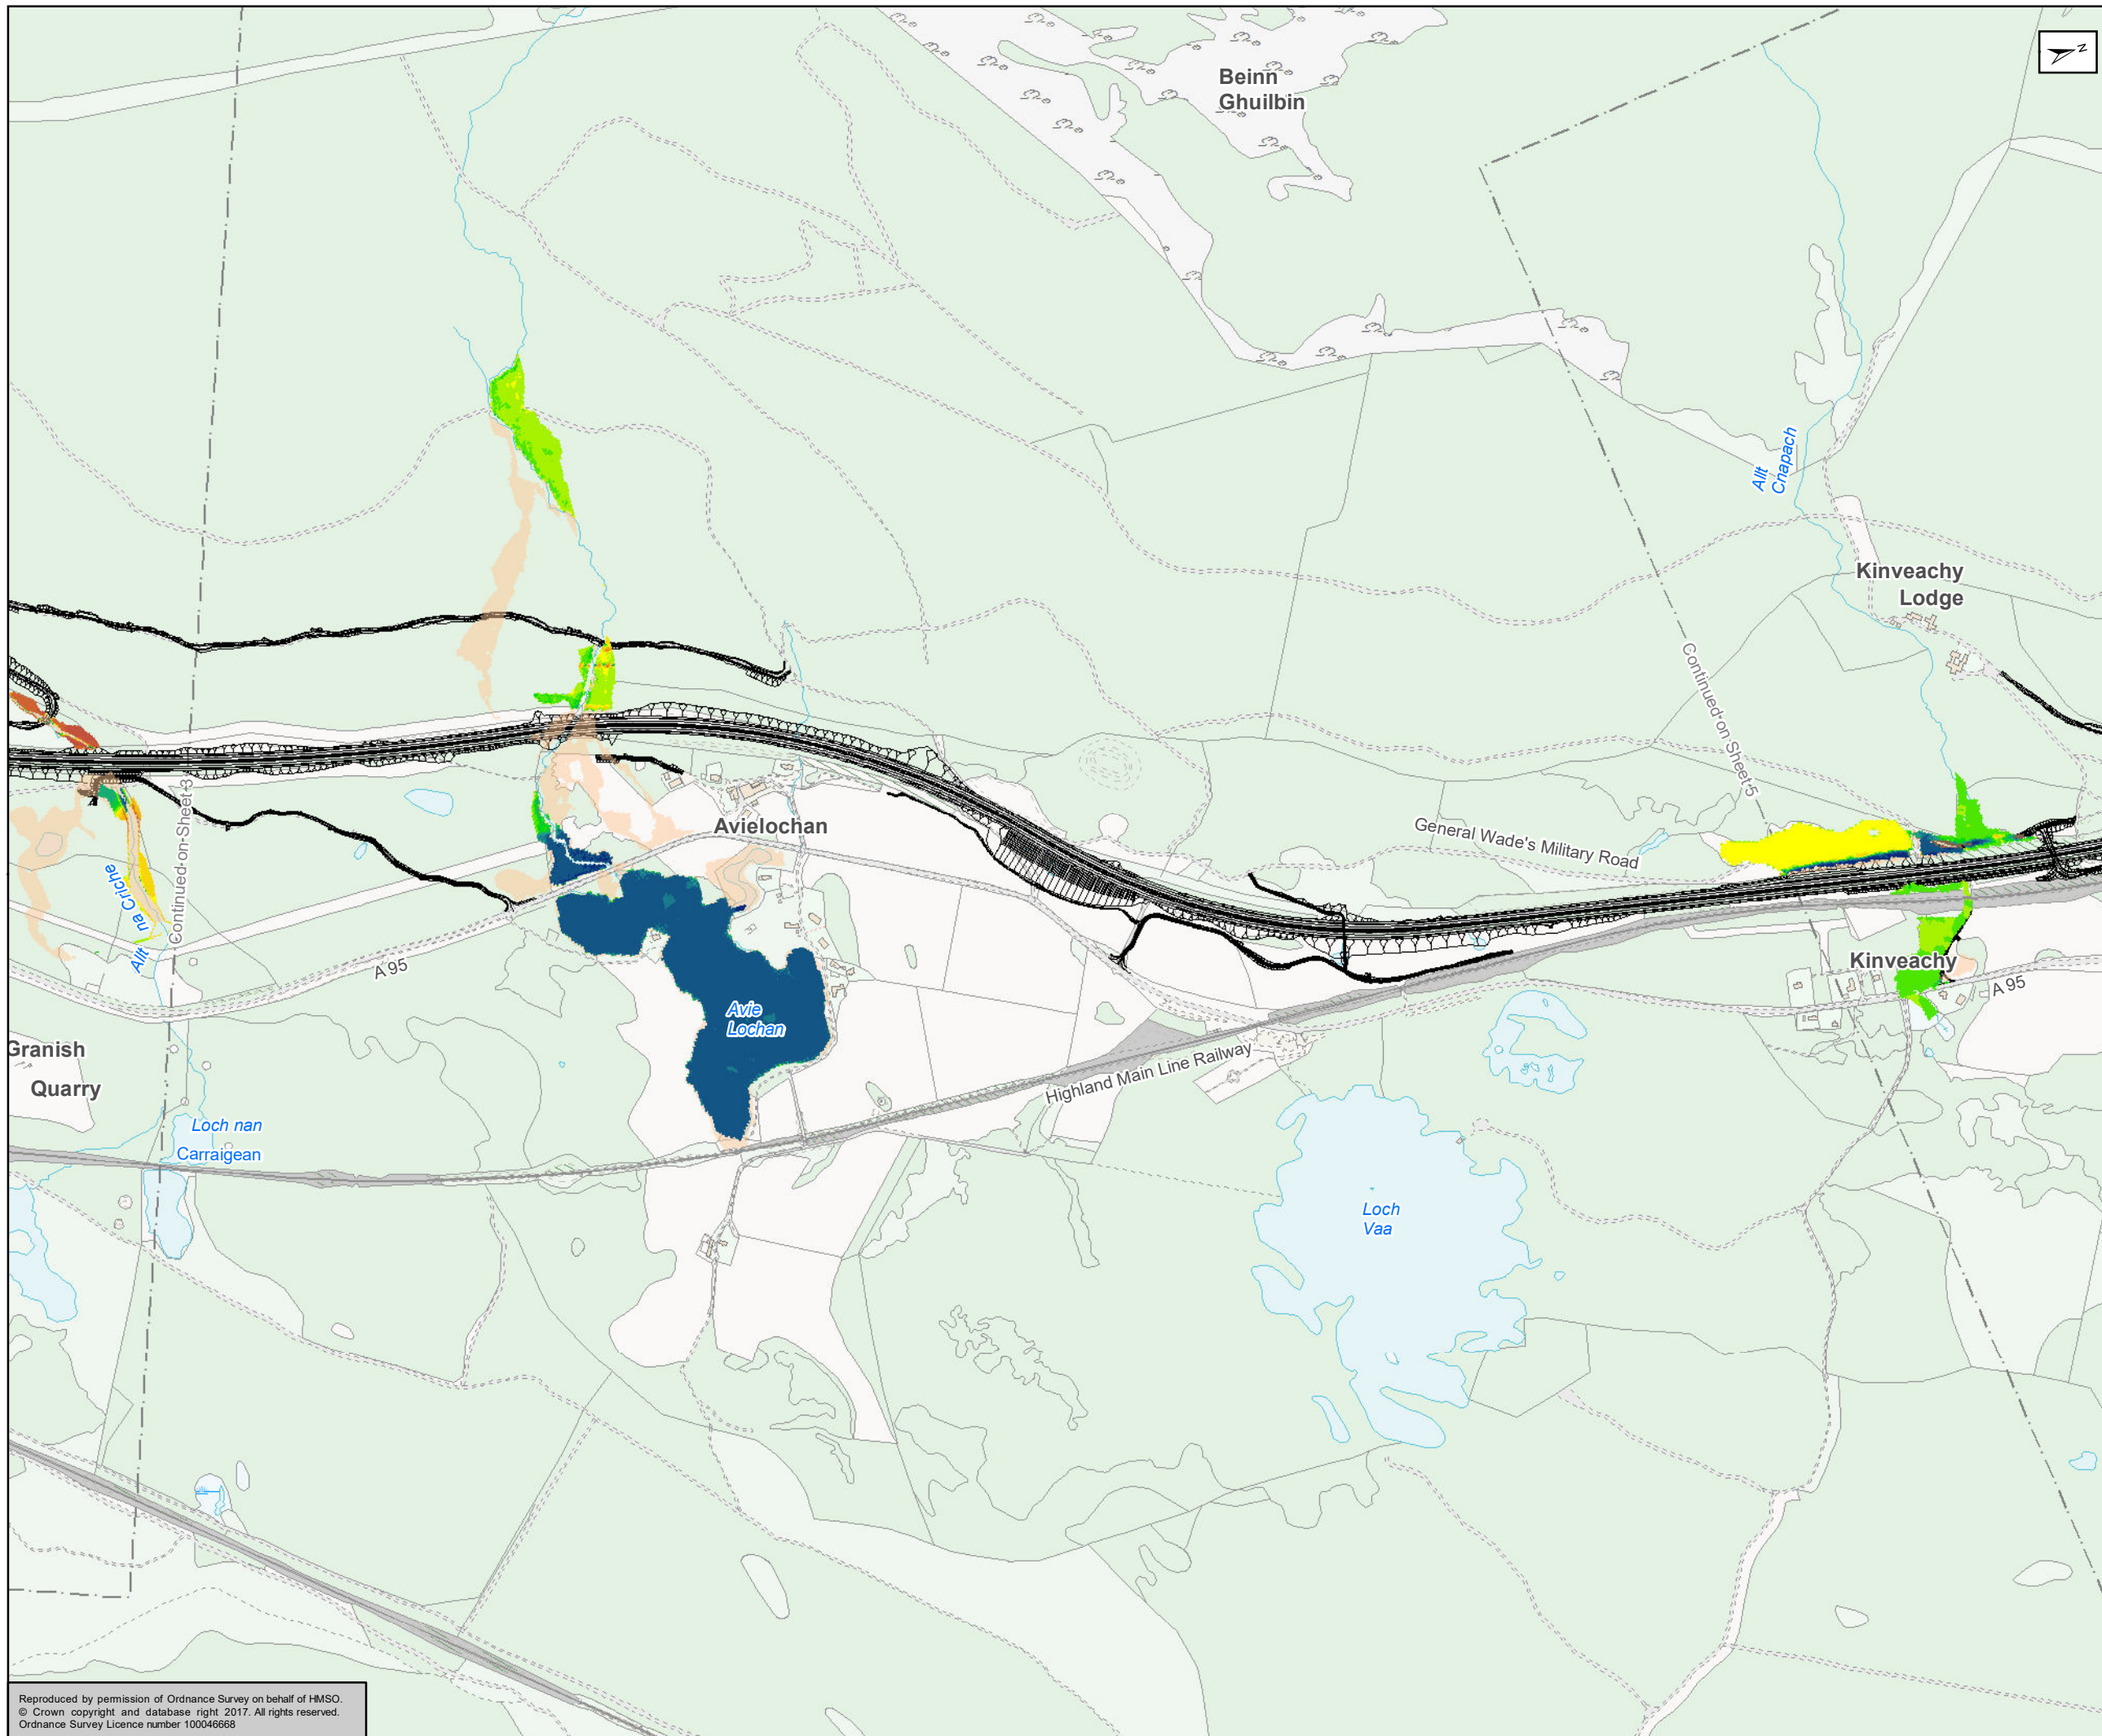 Z
Beinn
Ghuilbin
Allt
Cnapach
Kinveachy
Lodge
Continued on Sheet 5
Continued on Sheet 3
Avielochan
General Wade's Military Road
Allt na Criche
A 95
Kinveachy
A 95
Avie
Lochan
Granish
Quarry
Highland Main Line Railway
Loch nan
Carraigean
Loch
Vaa
Reproduced by permission of Ordnance Survey on behalf of HMSO.
© Crown copyright and database right 2017. All rights reserved.
Ordnance Survey Licence number 100046668